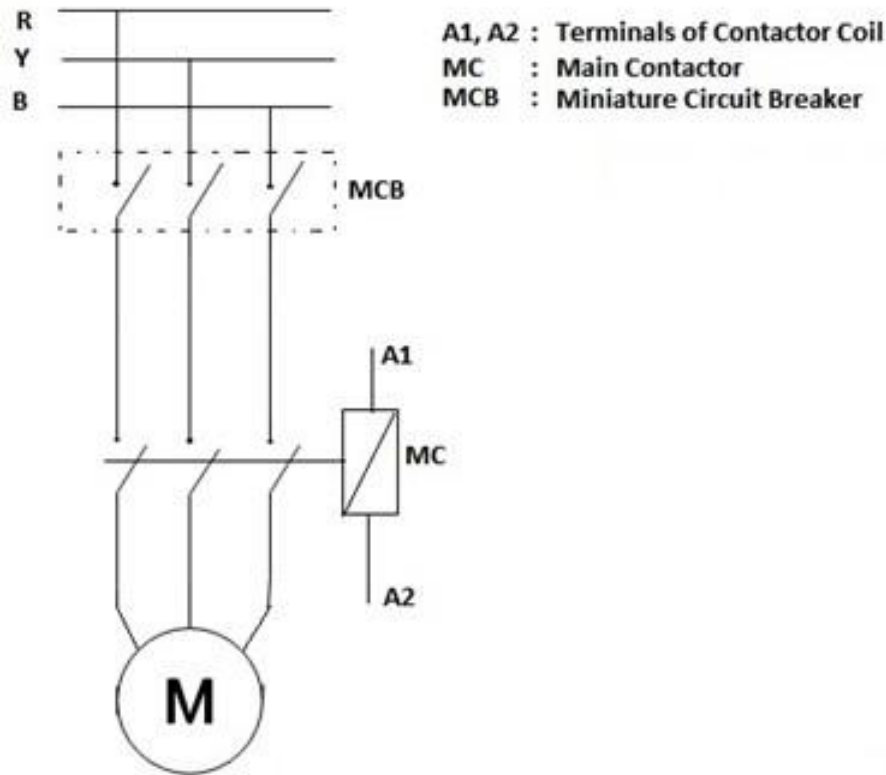 R
Y
B
A1, A2 : Terminals of Contactor Coil
MC : Main Contactor
MCB : Miniature Circuit Breaker
MCB
A1
MC
A2
M